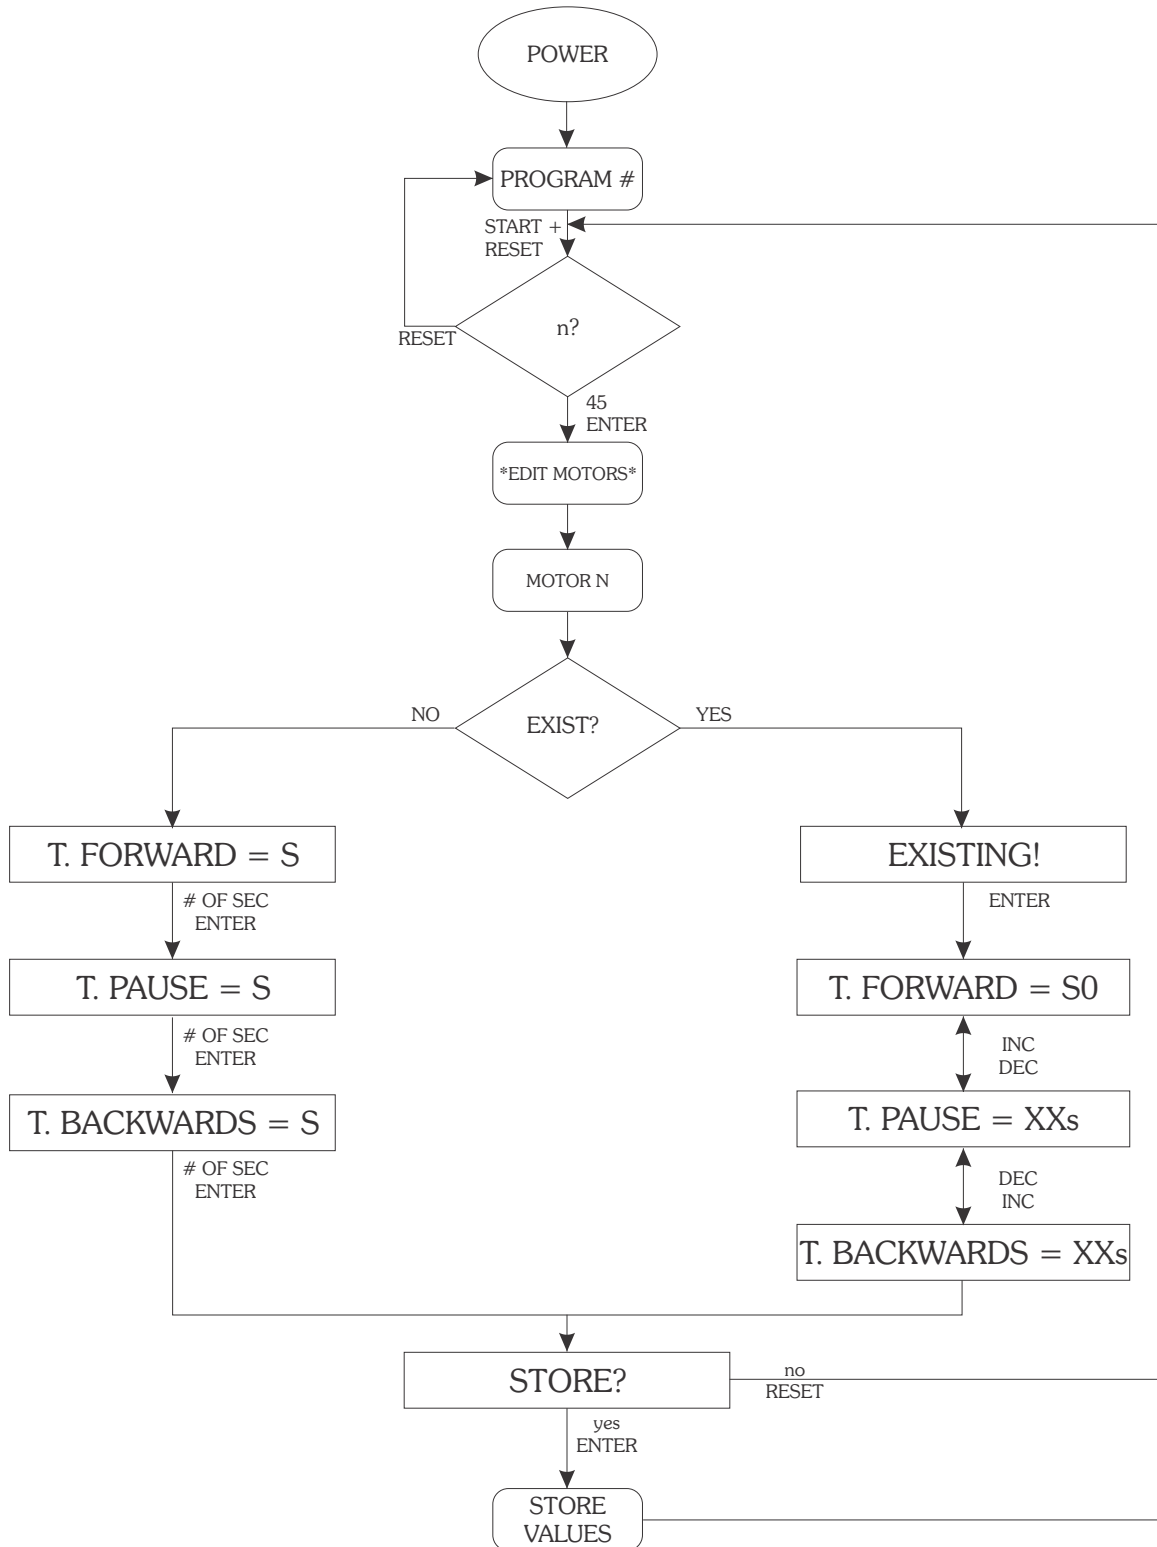 POWER
PROGRAM #
START +
RESET
n?
RESET
45
ENTER
*EDIT MOTORS*
MOTOR N
EXIST?
NO
YES
T. FORWARD = S
# OF SEC
ENTER
T. PAUSE = S
# OF SEC
ENTER
T. BACKWARDS = S
# OF SEC
ENTER
EXISTING!
ENTER
T. FORWARD = S0
INC
DEC
T. PAUSE = XXs
DEC
INC
T. BACKWARDS = XXs
STORE?
no
RESET
yes
ENTER
STORE
VALUES